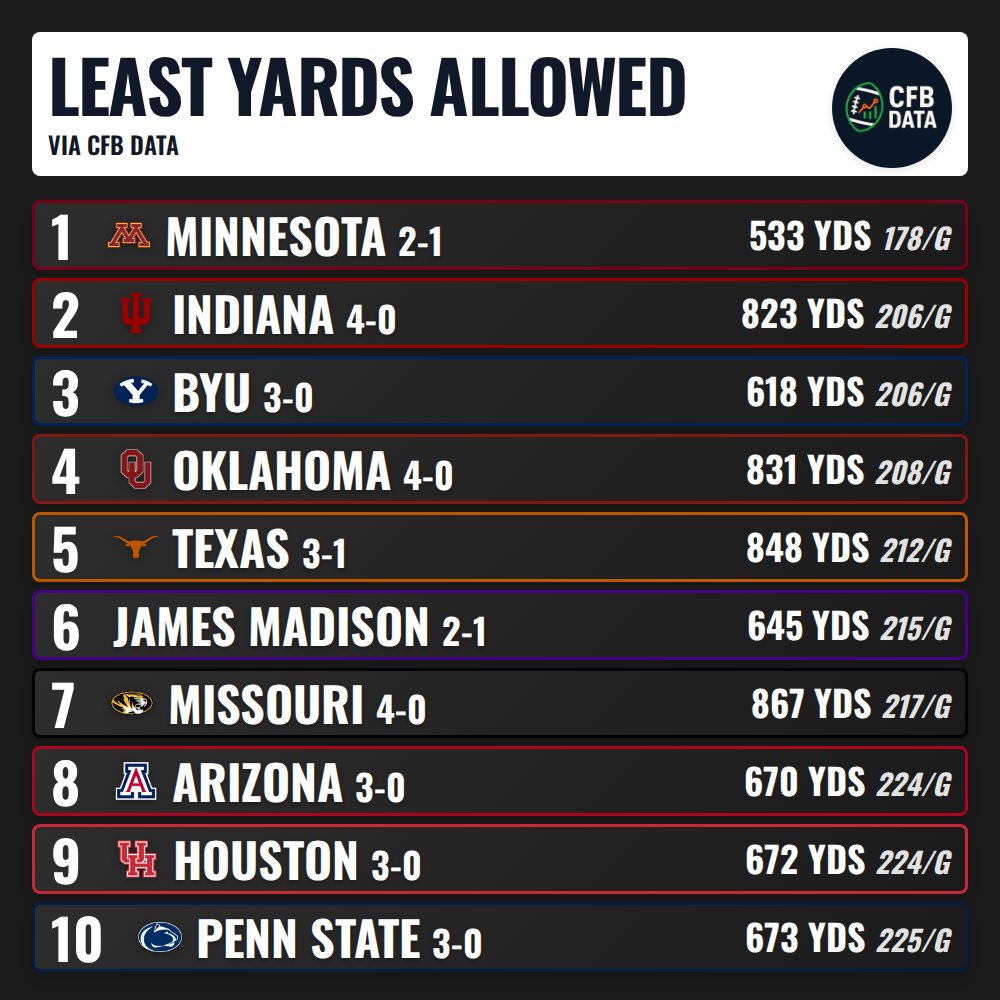 LEAST YARDS ALLOWED
VIA CFB DATA
CFB
DATA
1 MINNESOTA 2-1 533 YDS 178/G
2 INDIANA 4-0 823 YDS 206/G
3 BYU 3-0 618 YDS 206/G
4 OKLAHOMA 4-0 831 YDS 208/G
5 TEXAS 3-1 848 YDS 212/G
6 JAMES MADISON 2-1 645 YDS 215/G
7 MISSOURI 4-0 867 YDS 217/G
8 ARIZONA 3-0 670 YDS 224/G
9 HOUSTON 3-0 672 YDS 224/G
10 PENN STATE 3-0 673 YDS 225/G